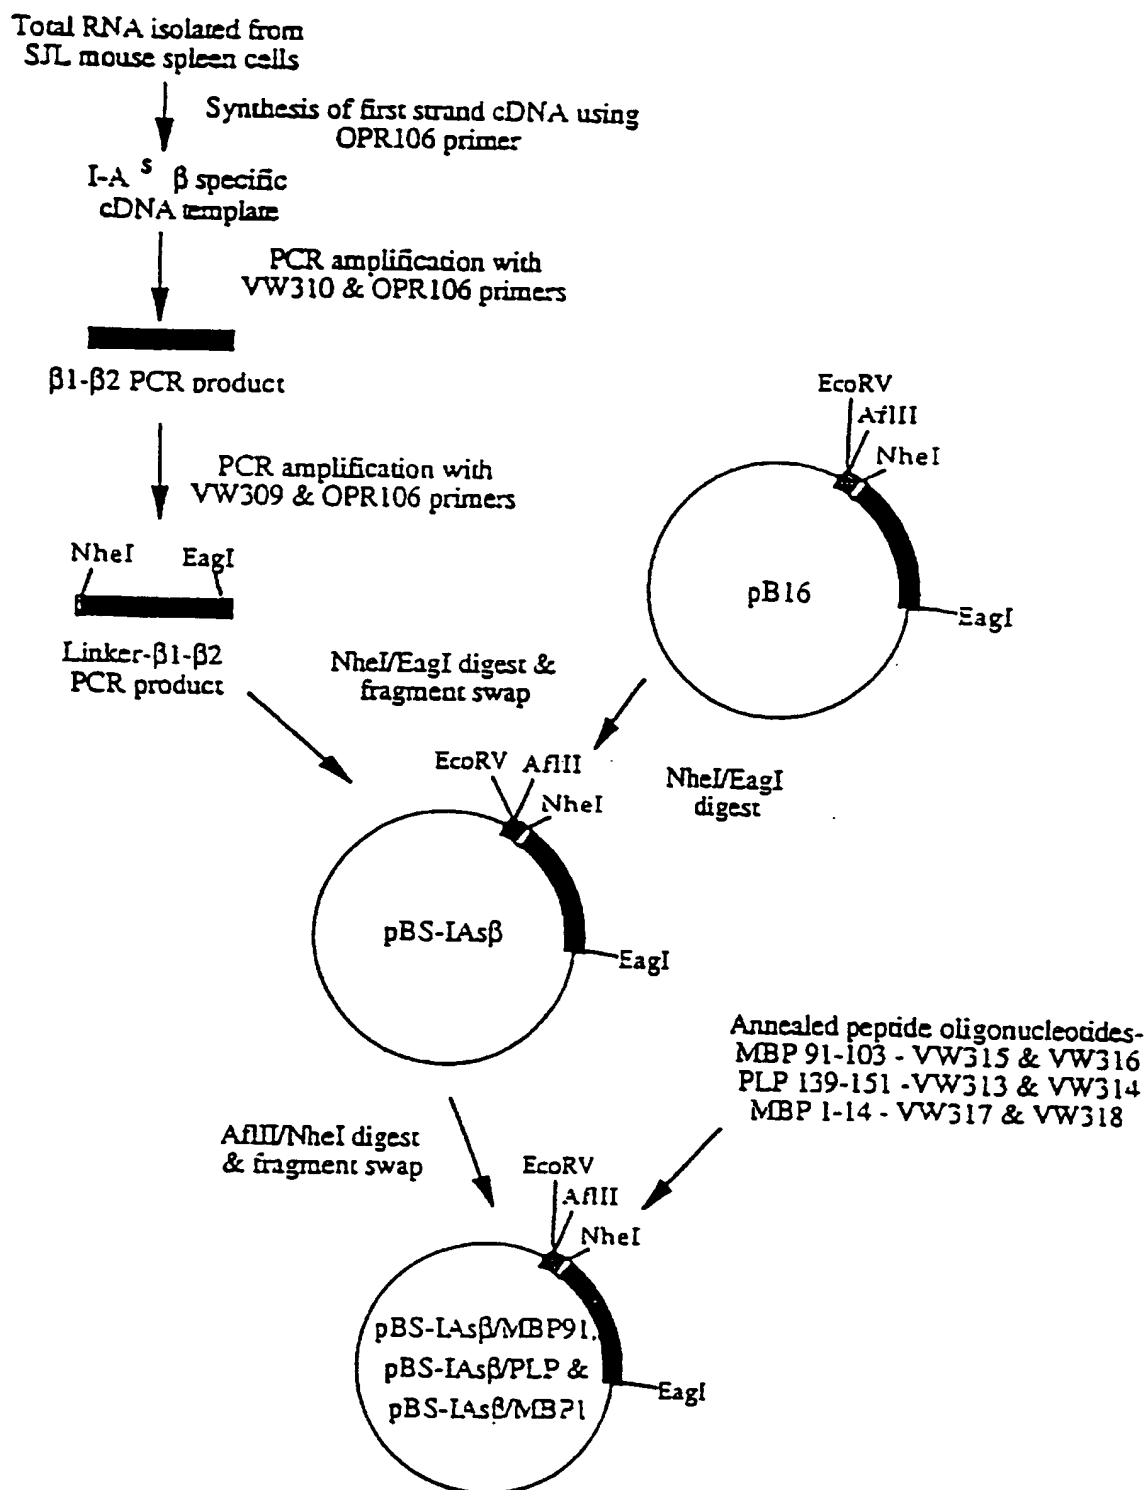 Total RNA isolated from
SJL mouse spleen cells
Synthesis of first strand cDNA using
OPR106 primer
I-A s β specific
cDNA template
PCR amplification with
VW310 & OPR106 primers
β1-β2 PCR product
PCR amplification with
VW309 & OPR106 primers
NheI EagI
Linker-β1-β2
PCR product
EcoRV
AflII
NheI
pB16
EagI
NheI/EagI digest &
fragment swap
NheI/EagI
digest
EcoRV AflII
NheI
pBS-IAsβ
EagI
Annealed peptide oligonucleotides-
MBP 91-103 - VW315 & VW316
PLP 139-151 -VW313 & VW314
MBP 1-14 - VW317 & VW318
AflII/NheI digest
& fragment swap
EcoRV
AflII
NheI
pBS-IAsβ/MBP91,
pBS-IAsβ/PLP &
pBS-IAsβ/MBP1
EagI